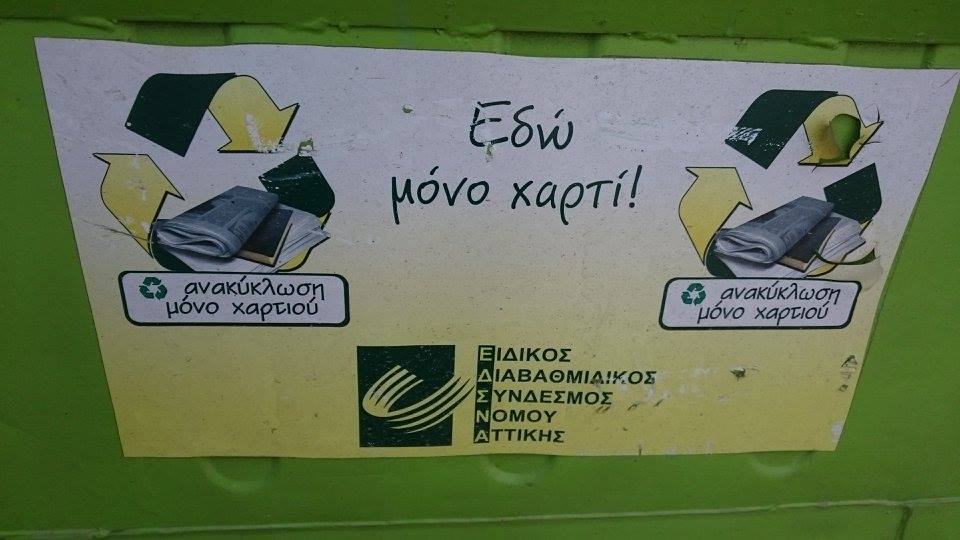 Εδώ
μόνο χαρτί!
ανακύκλωση
μόνο χαρτιού
ανακύκλωση
μόνο χαρτιού
ΕΙΔΙΚΟΣ
ΔΙΑΒΑΘΜΙΔΙΚΟΣ
ΣΥΝΔΕΣΜΟΣ
ΝΟΜΟΥ
ΑΤΤΙΚΗΣ